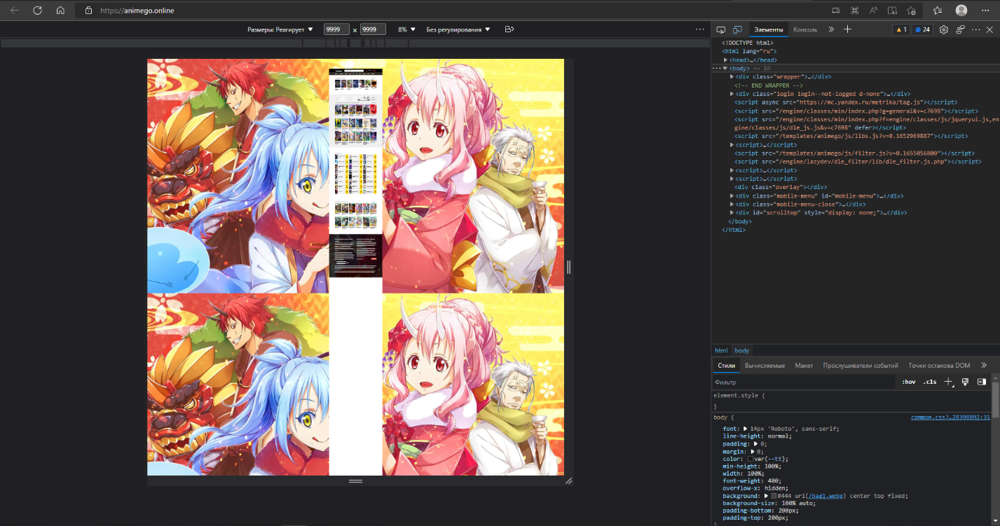 https://animego.online
Размеры: Реагирует 9999 x 9999 8% Без регулирования
Элементы Консоль 1 24
<!DOCTYPE html>
<html lang="ru">
<head>…</head>
<body> == $0
<div class="wrapper">…</div>
<!-- END WRAPPER -->
<div class="login login--not-logged d-none">…</div>
<script async src="https://mc.yandex.ru/metrika/tag.js"></script>
<script src="/engine/classes/min/index.php?g=general&v=c7698"></script>
<script src="/engine/classes/min/index.php?f=engine/classes/js/jqueryui.js,en
gine/classes/js/dle_js.js&v=c7698" defer></script>
<script src="/templates/animego/js/libs.js?v=0.1652969887"></script>
<script>…</script>
<script src="/templates/animego/js/filter.js?v=0.1655056800"></script>
<script src="/engine/lazydev/dle_filter/lib/dle_filter.js.php"></script>
<script>…</script>
<script>…</script>
<div class="overlay"></div>
<div class="mobile-menu" id="mobile-menu">…</div>
<div class="mobile-menu-close">…</div>
<div id="scrolltop" style="display: none;">…</div>
</body>
</html>
html body
Стили Вычисляемые Макет Прослушиватели событий Точки останова DOM
Фильтр :hov .cls
element.style {
}
body { common.css?…28398892:31
font: 14px 'Roboto', sans-serif;
line-height: normal;
padding: 0;
margin: 0;
color: var(--tt);
min-height: 100%;
width: 100%;
font-weight: 400;
overflow-x: hidden;
background: #444 url(/bag1.webp) center top fixed;
background-size: 100% auto;
padding-bottom: 200px;
padding-top: 200px;